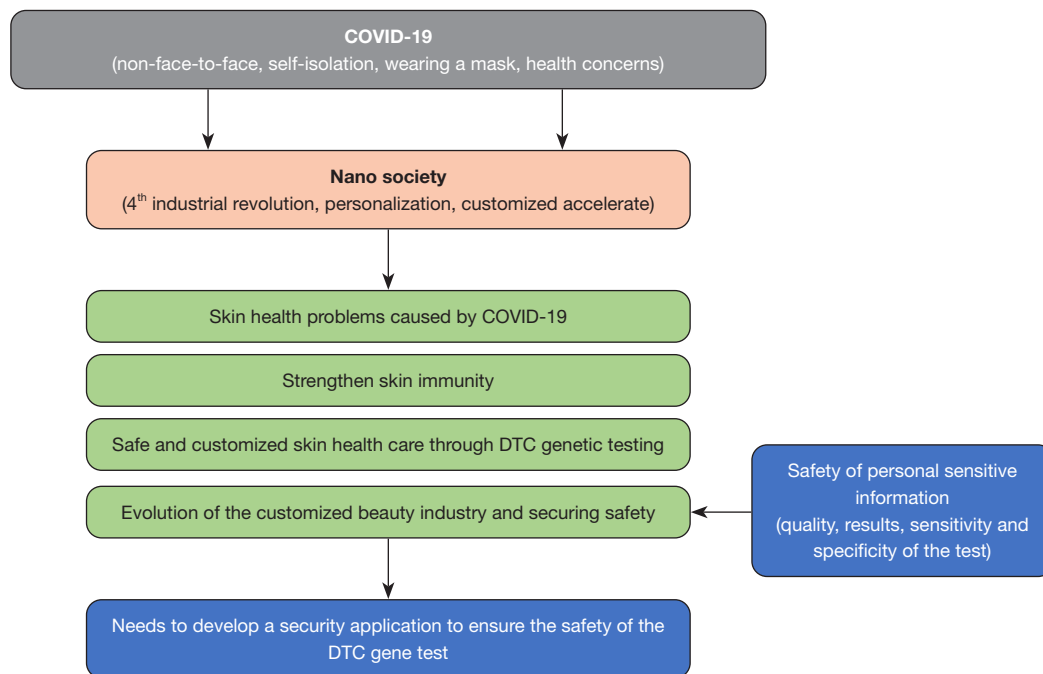 COVID-19
(non-face-to-face, self-isolation, wearing a mask, health concerns)
Nano society
(4th industrial revolution, personalization, customized accelerate)
Skin health problems caused by COVID-19
Strengthen skin immunity
Safe and customized skin health care through DTC genetic testing
Evolution of the customized beauty industry and securing safety
Safety of personal sensitive
information
(quality, results, sensitivity and
specificity of the test)
Needs to develop a security application to ensure the safety of the
DTC gene test